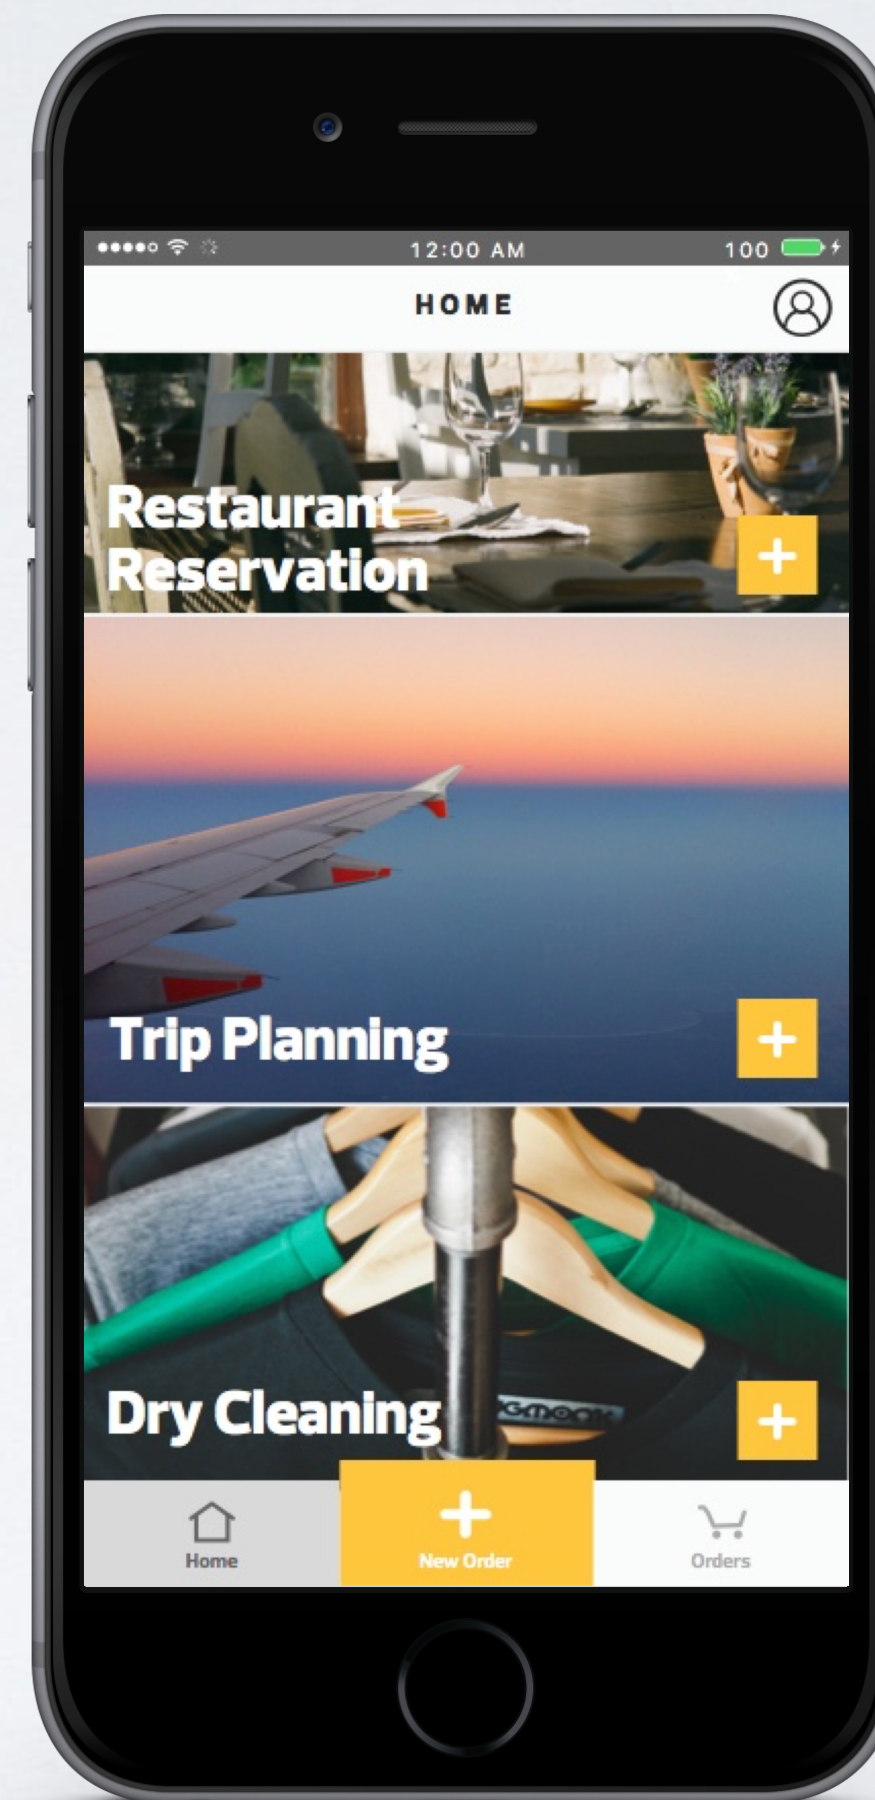 12:00 AM
100
HOME
Restaurant
Reservation
Trip Planning
Dry Cleaning
Home
New Order
Orders